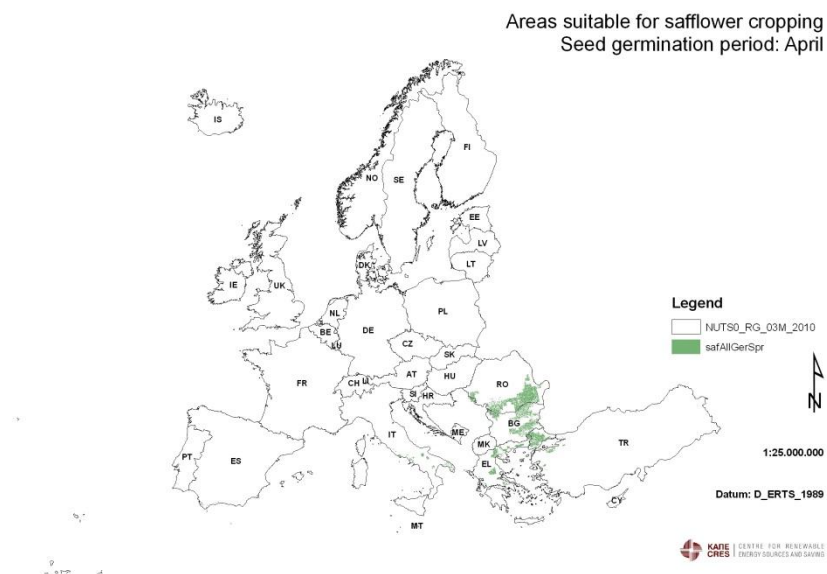 Areas suitable for safflower cropping
Seed germination period: April
IS
FI
NO
SE
EE
LV
LT
DK
IE
UK
NL
BE
LU
DE
PL
CZ
SK
AT
HU
RO
FR
CH
LI
SI
HR
IT
ME
BG
MK
EL
TR
PT
ES
MT
CY
Legend
NUTS0_RG_03M_2010
safAllGerSpr
N
1:25.000.000
Datum: D_ERTS_1989
ΚΑΠΕ
CRES
CENTRE FOR RENEWABLE
ENERGY SOURCES AND SAVING